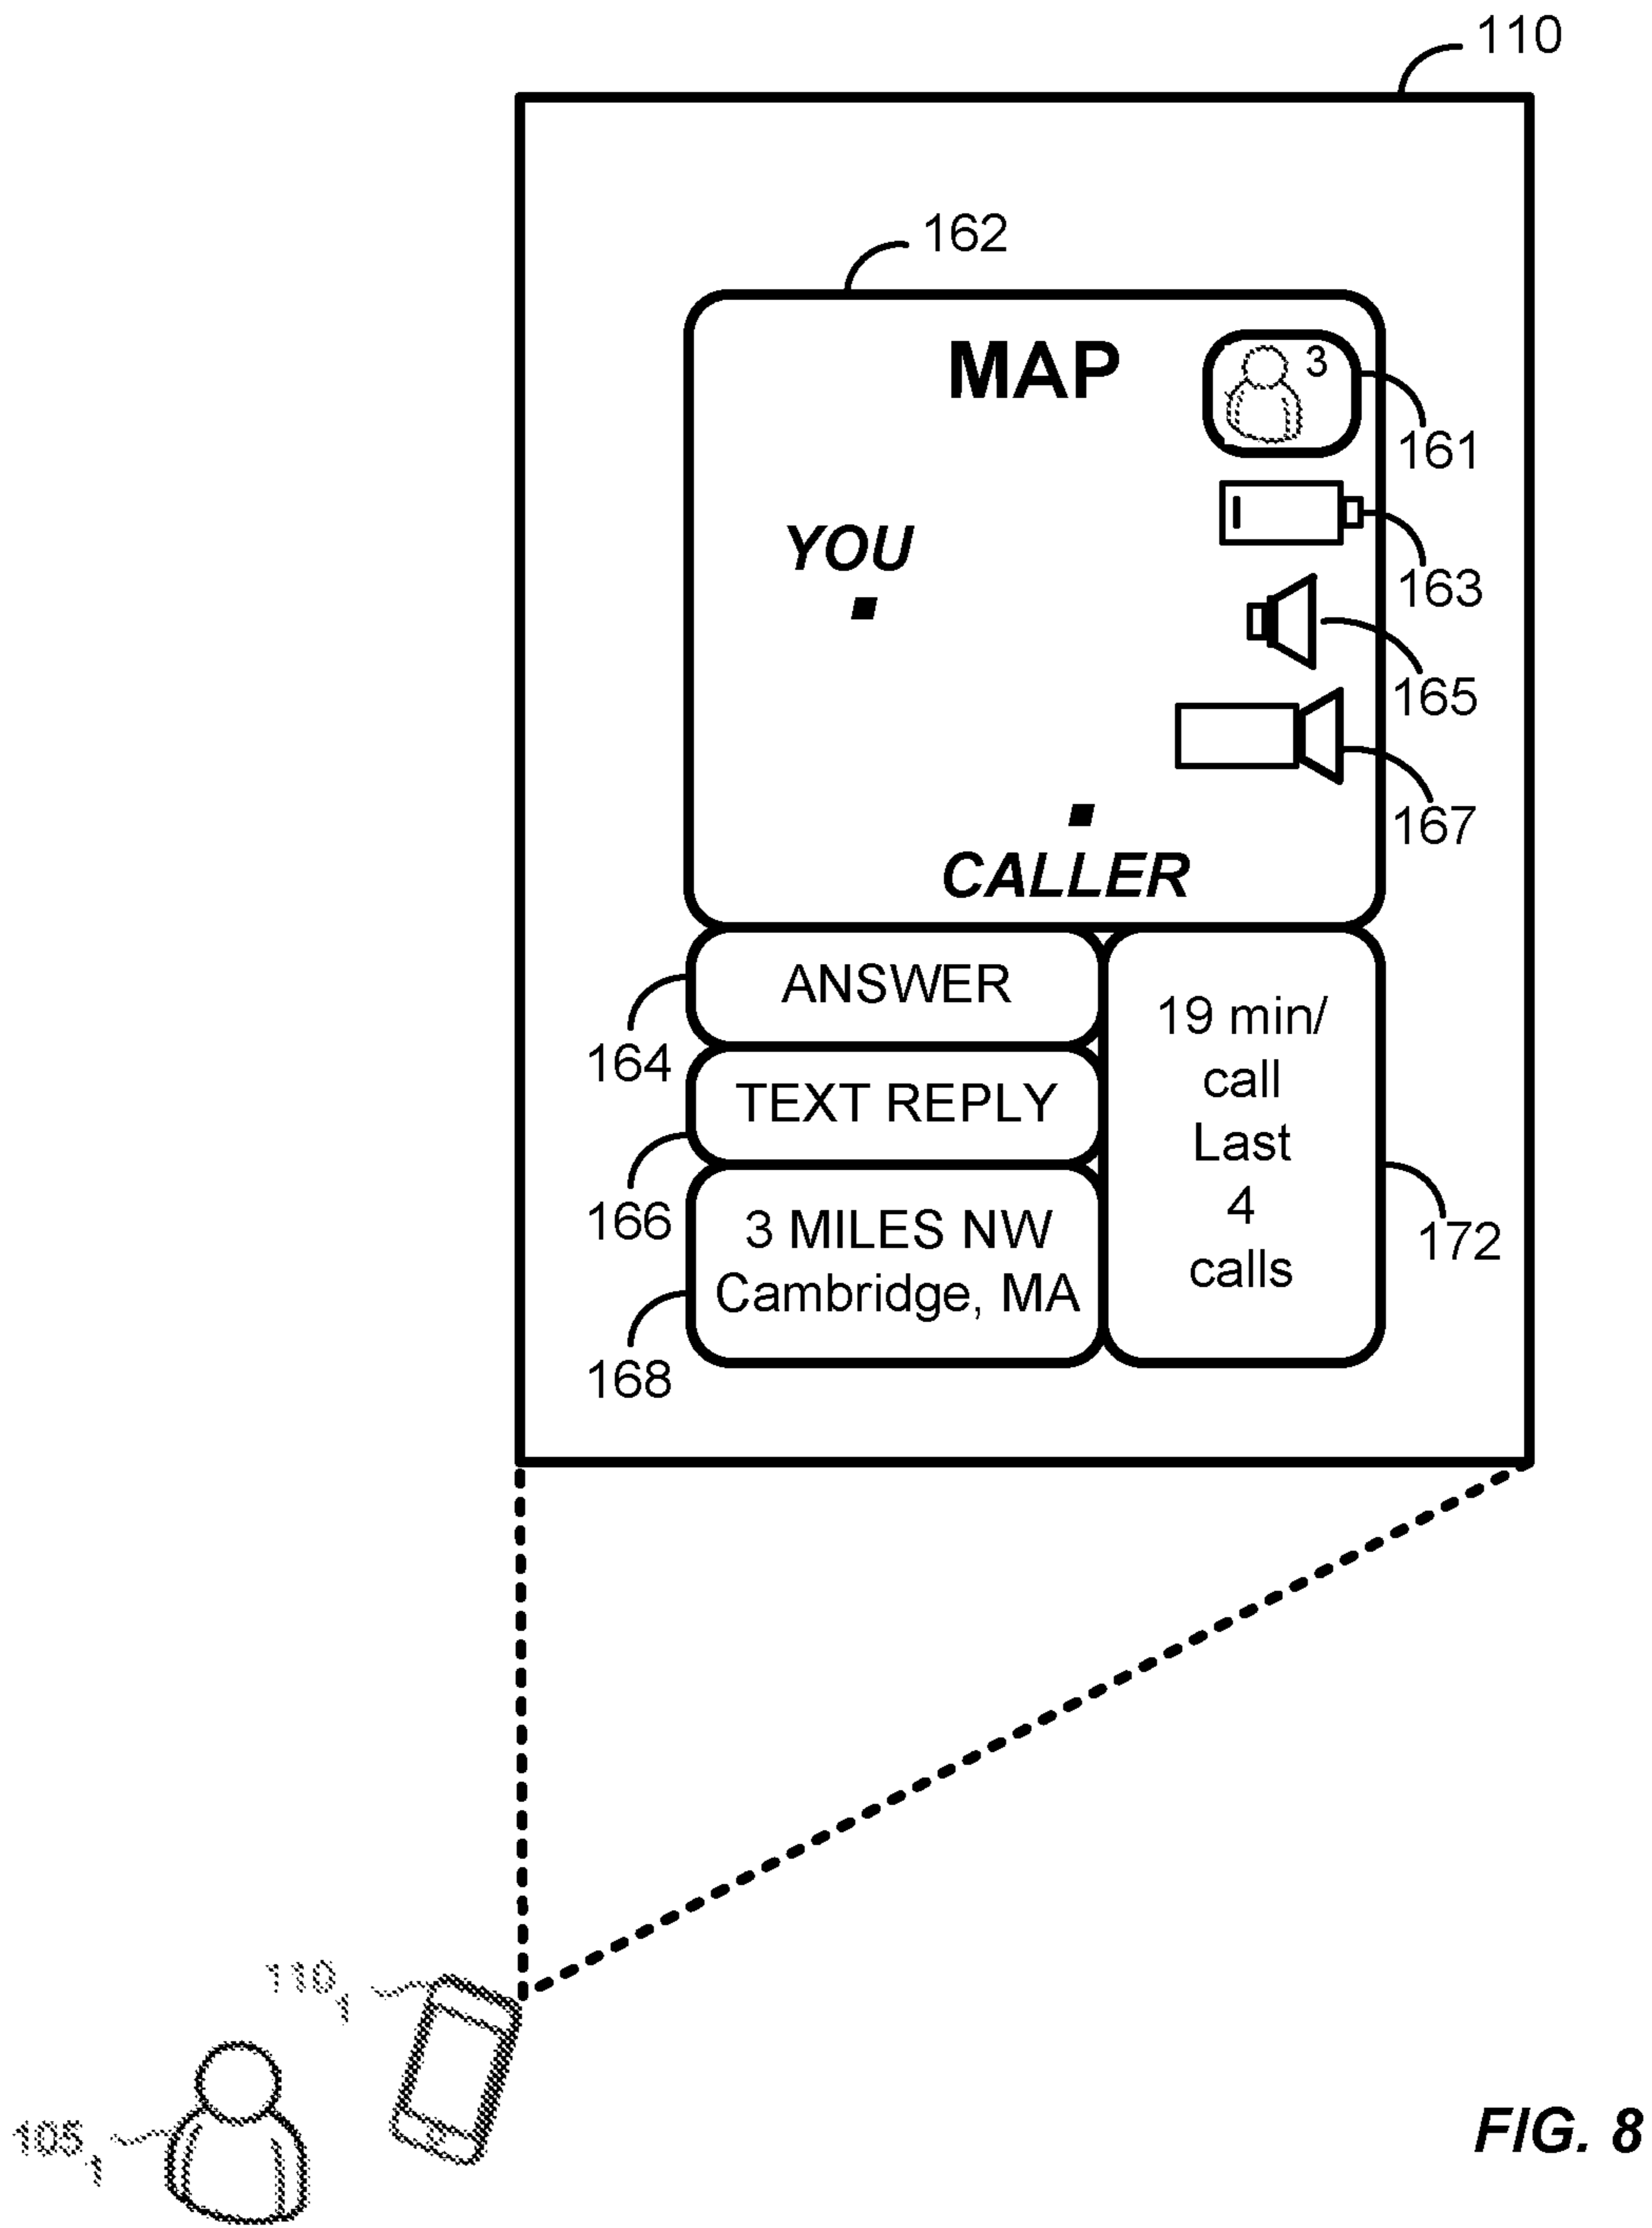 110
162
MAP
3
161
YOU
163
165
167
CALLER
ANSWER
164
TEXT REPLY
166
3 MILES NW
Cambridge, MA
168
19 min/
call
Last
4
calls
172
110
1
105
1
FIG. 8